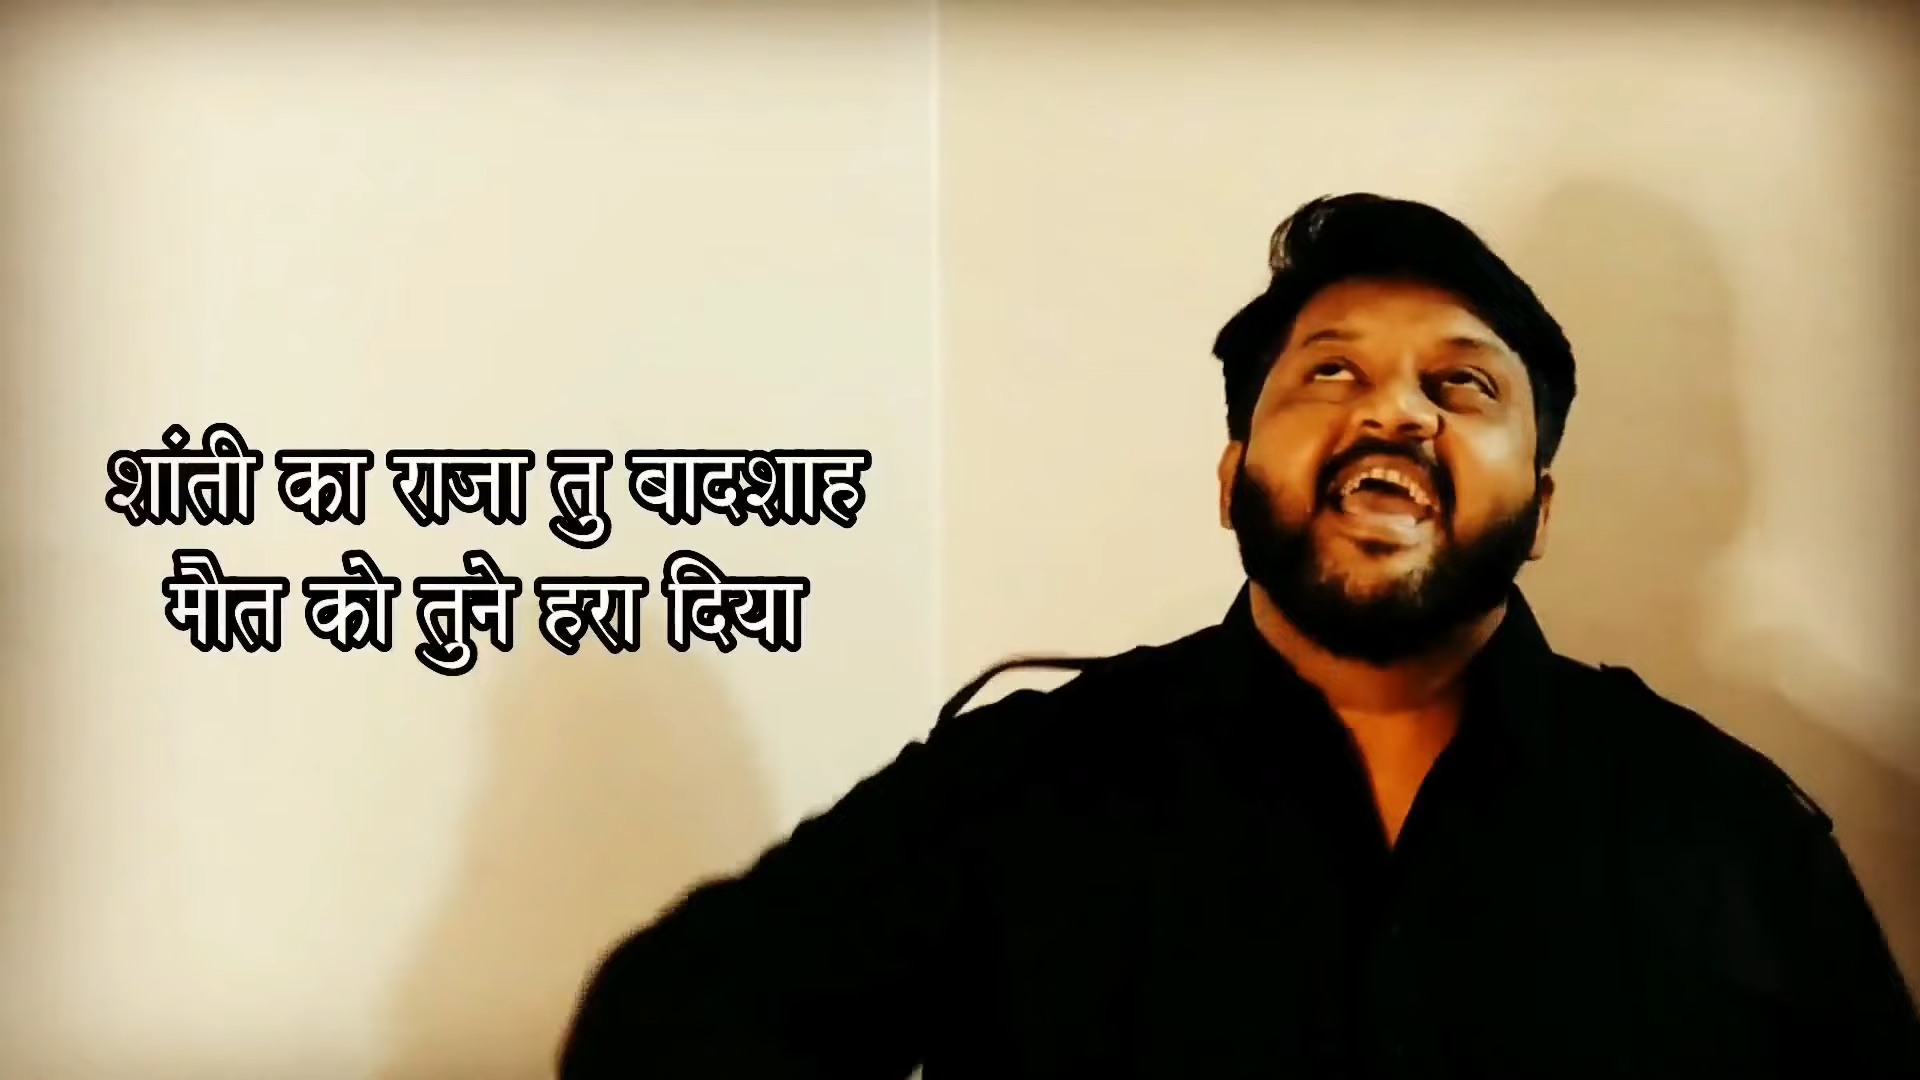 शांती का राजा तु बादशाह
मौत को तुने हरा दिया